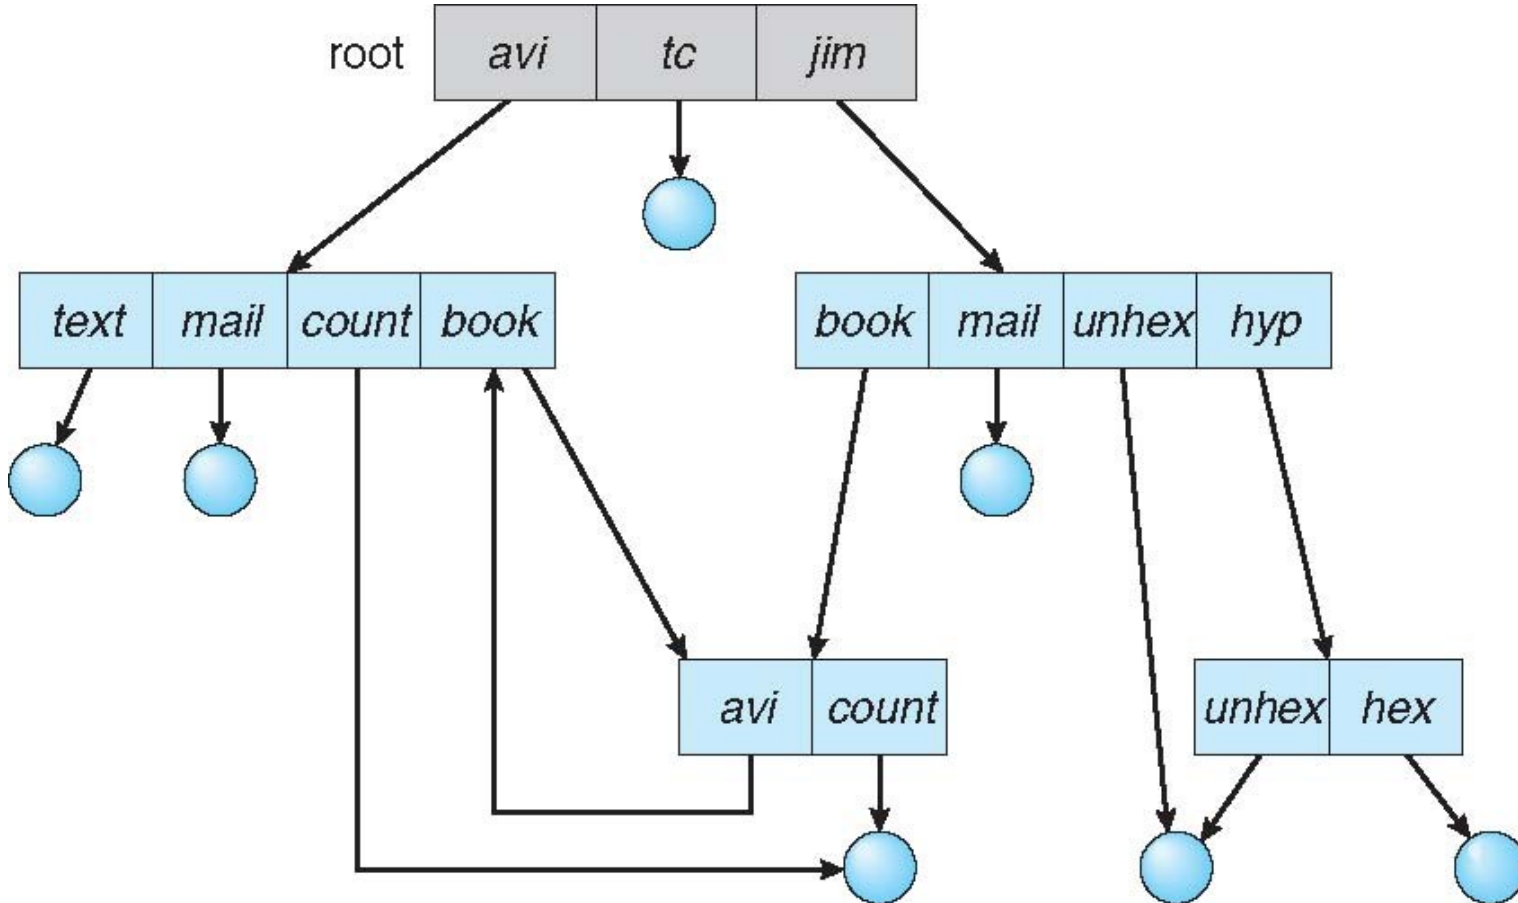 root avi tc jim
text mail count book
book mail unhex hyp
avi count
unhex hex